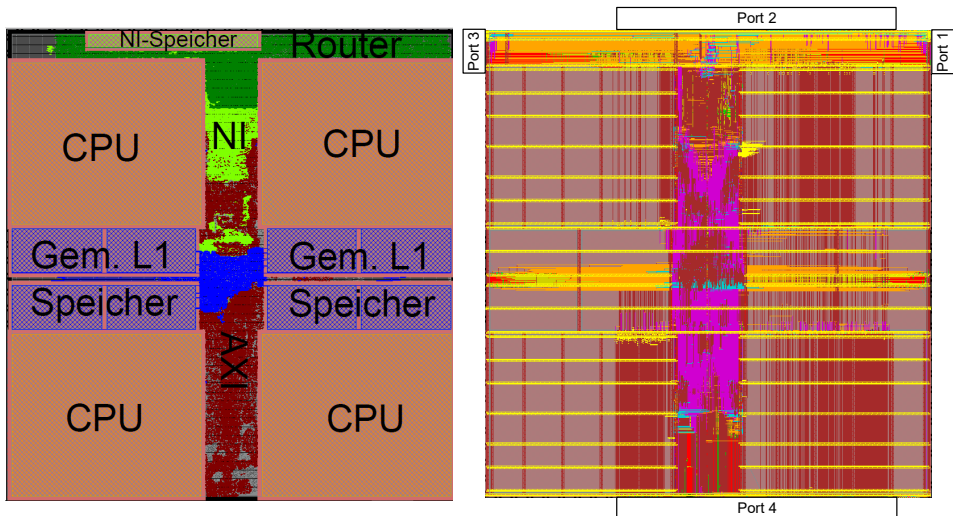 NI-Speicher
Router
CPU
NI
CPU
Gem. L1
Gem. L1
Speicher
Speicher
AXI
CPU
CPU
Port 2
Port 3
Port 1
Port 4